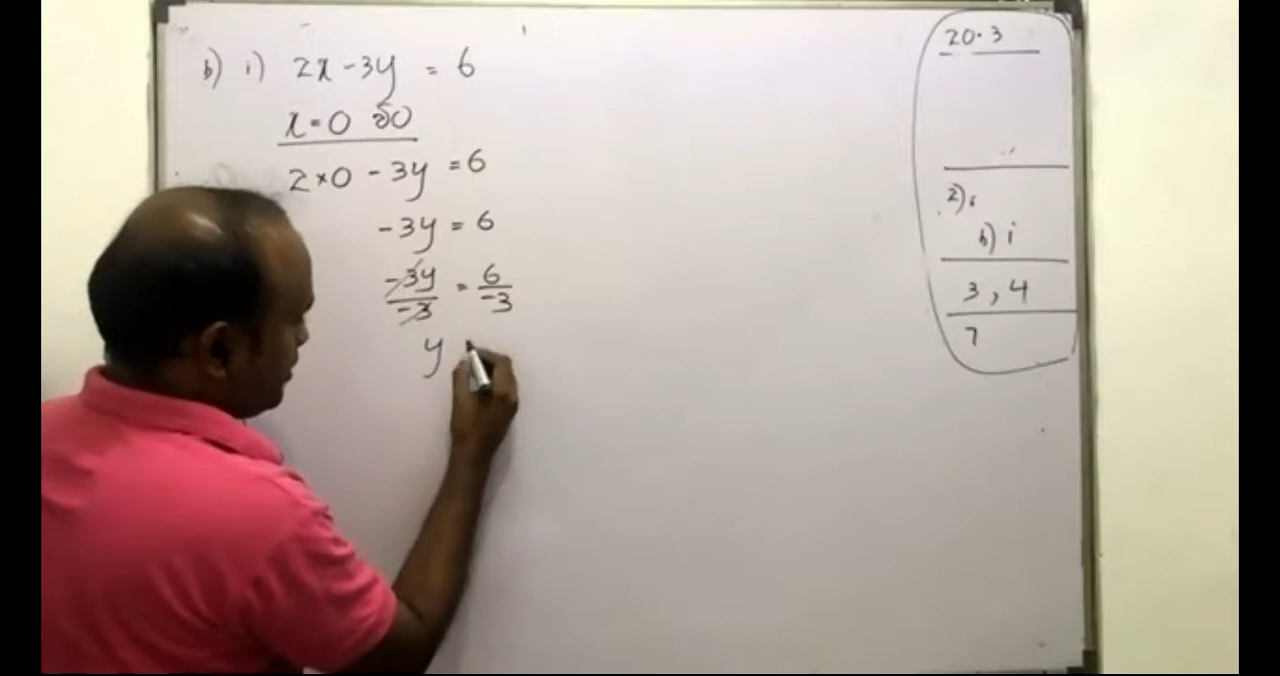 b) i) 2x - 3y = 6
x = 0 විට
2×0 - 3y = 6
-3y = 6
-3y/-3 = 6/-3
y
20.3
2).
b) i
3, 4
7